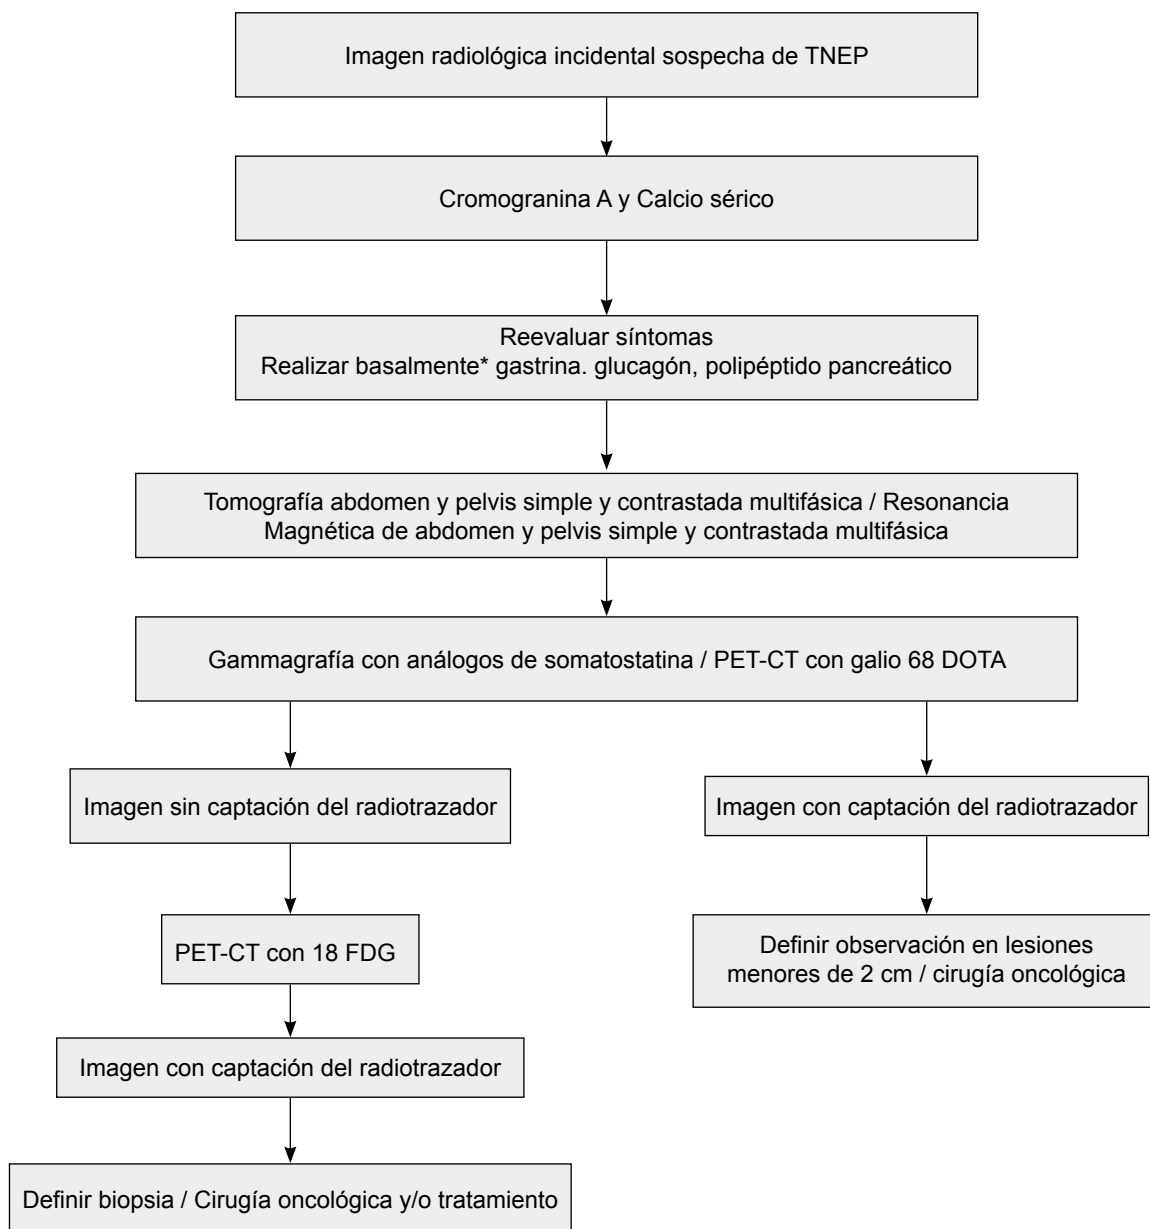 Imagen radiológica incidental sospecha de TNEP
Cromogranina A y Calcio sérico
Reevaluar síntomas
Realizar basalmente* gastrina. glucagón, polipéptido pancreático
Tomografía abdomen y pelvis simple y contrastada multifásica / Resonancia
Magnética de abdomen y pelvis simple y contrastada multifásica
Gammagrafía con análogos de somatostatina / PET-CT con galio 68 DOTA
Imagen sin captación del radiotrazador
PET-CT con 18 FDG
Imagen con captación del radiotrazador
Definir biopsia / Cirugía oncológica y/o tratamiento
Imagen con captación del radiotrazador
Definir observación en lesiones
menores de 2 cm / cirugía oncológica